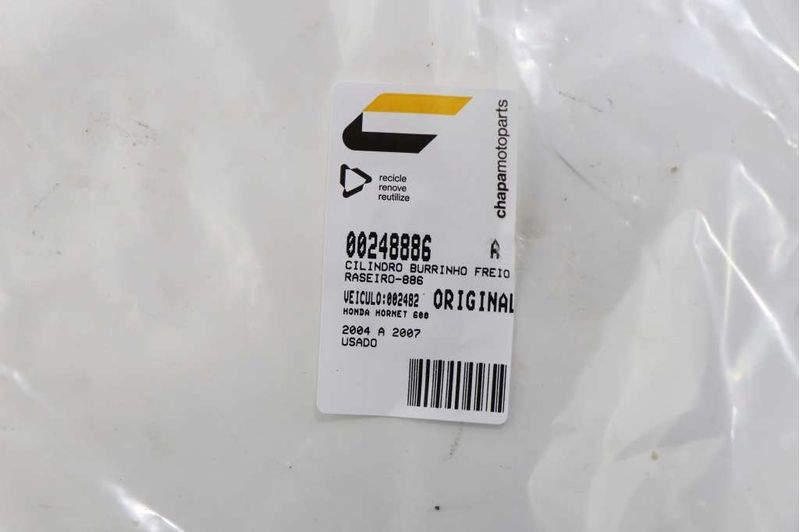 chapamotoparts
recicle
renove
reutilize
00248886 A
CILINDRO BURRINHO FREIO
RASEIRO-886
VEICULO:002482 ORIGINAL
HONDA HORNET 600
2004 A 2007
USADO